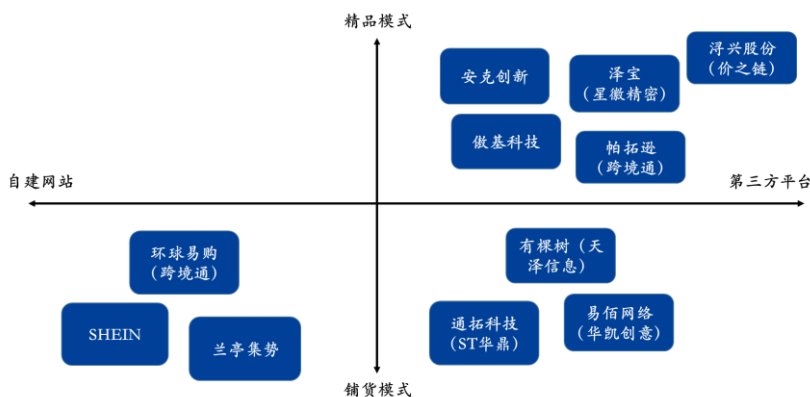 精品模式
浔兴股份
(价之链)
安克创新
泽宝
(星徽精密)
傲基科技
帕拓逊
(跨境通)
自建网站
第三方平台
环球易购
(跨境通)
有棵树（天
泽信息）
SHEIN
兰亭集势
通拓科技
(ST华鼎)
易佰网络
(华凯创意)
铺货模式